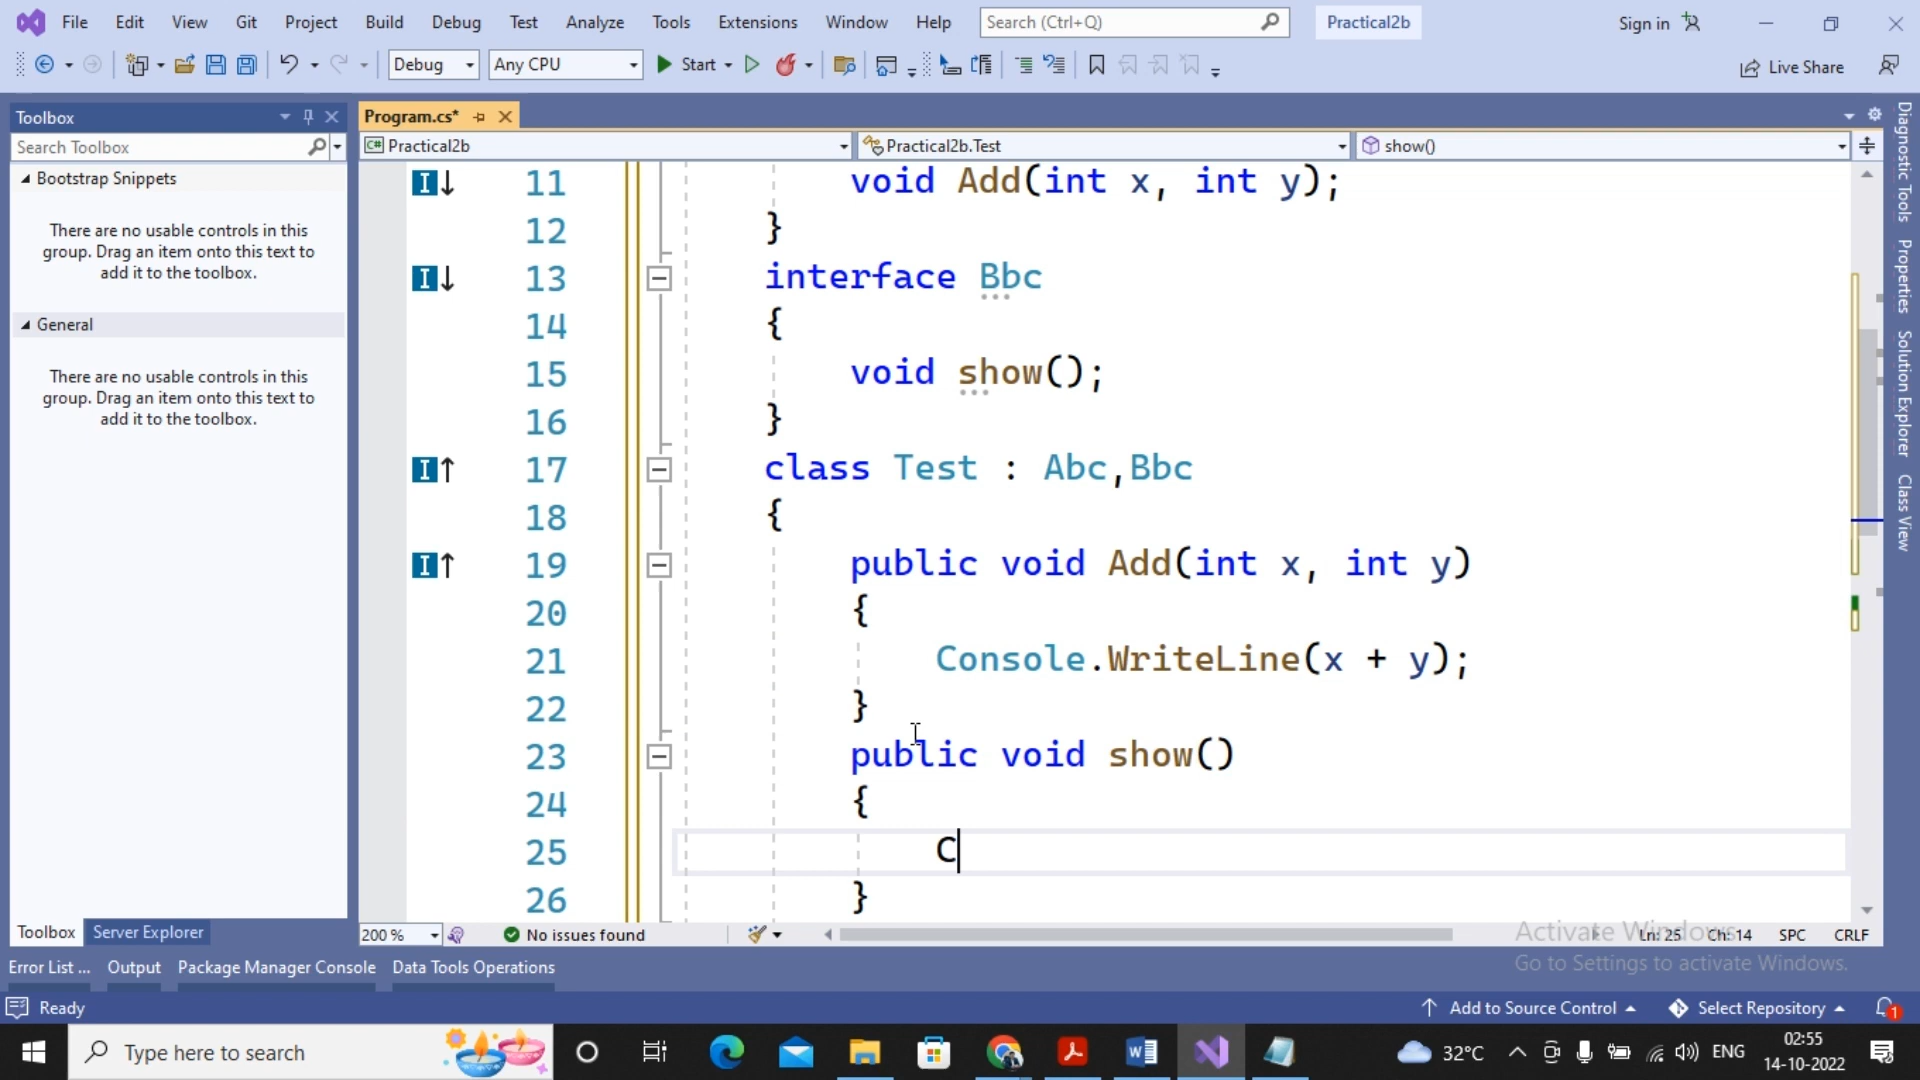 File Edit View Git Project Build Debug Test Analyze Tools Extensions Window Help Search (Ctrl+Q) Practical2b Sign in
Debug Any CPU Start Live Share
Toolbox
Search Toolbox
Bootstrap Snippets
There are no usable controls in this
group. Drag an item onto this text to
add it to the toolbox.
General
There are no usable controls in this
group. Drag an item onto this text to
add it to the toolbox.
Toolbox Server Explorer
Program.cs*
C# Practical2b Practical2b.Test show()
11 void Add(int x, int y);
12 }
13 interface Bbc
14 {
15 void show();
16 }
17 class Test : Abc,Bbc
18 {
19 public void Add(int x, int y)
20 {
21 Console.WriteLine(x + y);
22 }
23 public void show()
24 {
25 C
26 }
200 % No issues found Ln: 25 Ch: 14 SPC CRLF
Activate Windows
Go to Settings to activate Windows.
Diagnostic Tools
Properties
Solution Explorer
Class View
Error List ... Output Package Manager Console Data Tools Operations
Ready Add to Source Control Select Repository 1
Type here to search 32°C ENG 02:55
14-10-2022